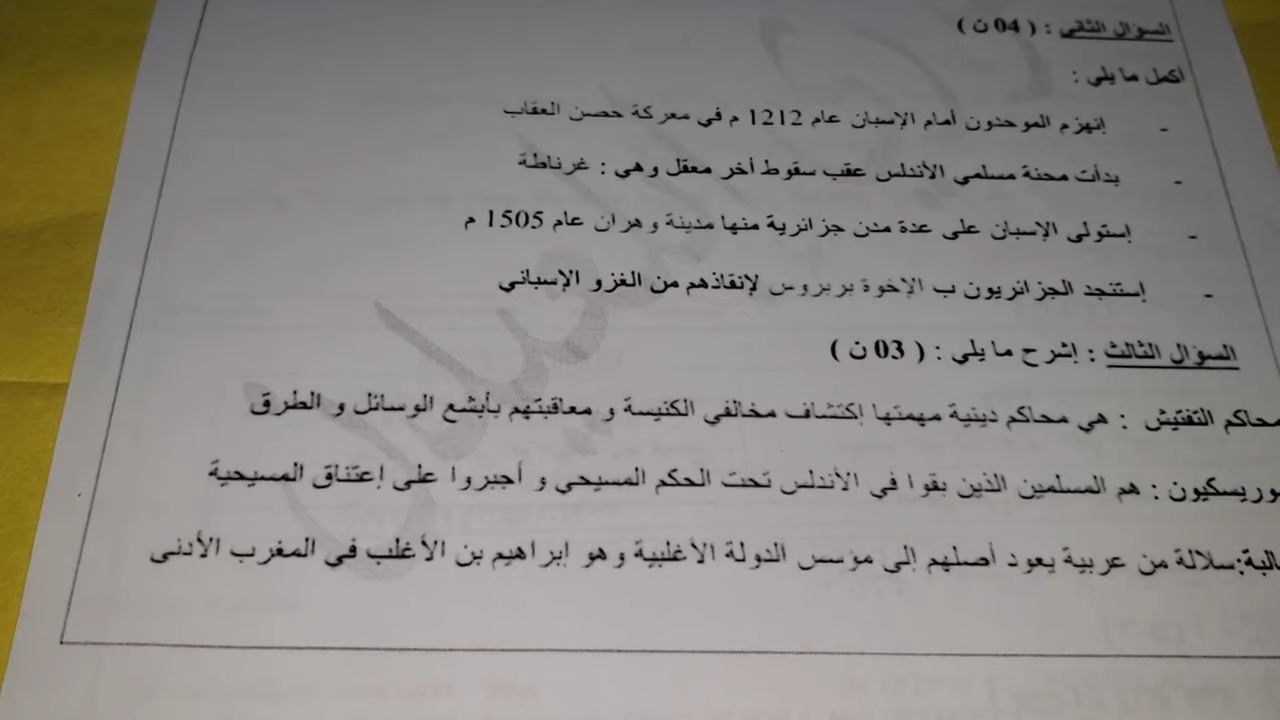 السؤال الثاني : ( 04 ن )
أكمل ما يلي :
- إنهزم الموحدون أمام الإسبان عام 1212 م في معركة حصن العقاب
- بدأت محنة مسلمي الأندلس عقب سقوط أخر معقل وهي : غرناطة
- إستولى الإسبان على عدة مدن جزائرية منها مدينة وهران عام 1505 م
- إستنجد الجزائريون ب الإخوة بربروس لإنقاذهم من الغزو الإسباني
السؤال الثالث : إشرح ما يلي : ( 03 ن )
محاكم التفتيش : هي محاكم دينية مهمتها إكتشاف مخالفي الكنيسة و معاقبتهم بأبشع الوسائل و الطرق
وريسكيون : هم المسلمين الذين بقوا في الأندلس تحت الحكم المسيحي و أجبروا على إعتناق المسيحية
البة:سلالة من عربية يعود أصلهم إلى مؤسس الدولة الأغلبية وهو إبراهيم بن الأغلب في المغرب الأدنى